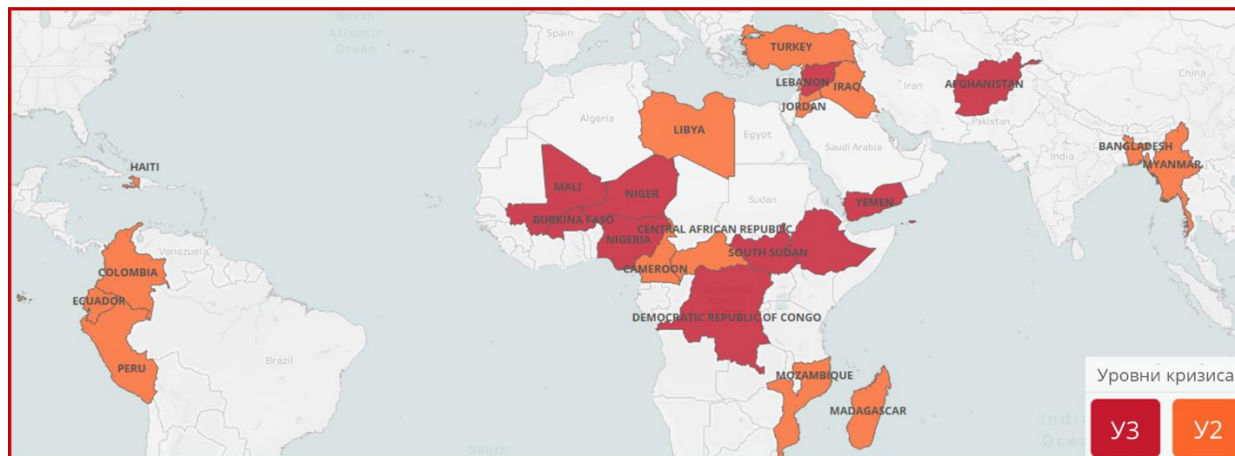 North
Atlantic
Ocean
Spain
TURKEY
China
LEBANON
IRAQ
Iran
AFGHANISTAN
JORDAN
Pakistan
Algeria
LIBYA
Egypt
Saudi Arabia
India
BANGLADESH
MYANMAR
HAITI
MALI
NIGER
Sudan
YEMEN
BURKINA FASO
NIGERIA
CENTRAL AFRICAN REPUBLIC
SOUTH SUDAN
CAMEROON
Venezuela
COLOMBIA
ECUADOR
DEMOCRATIC REPUBLIC OF CONGO
PERU
Brazil
MOZAMBIQUE
MADAGASCAR
South
Уровни кризиса
У3
У2